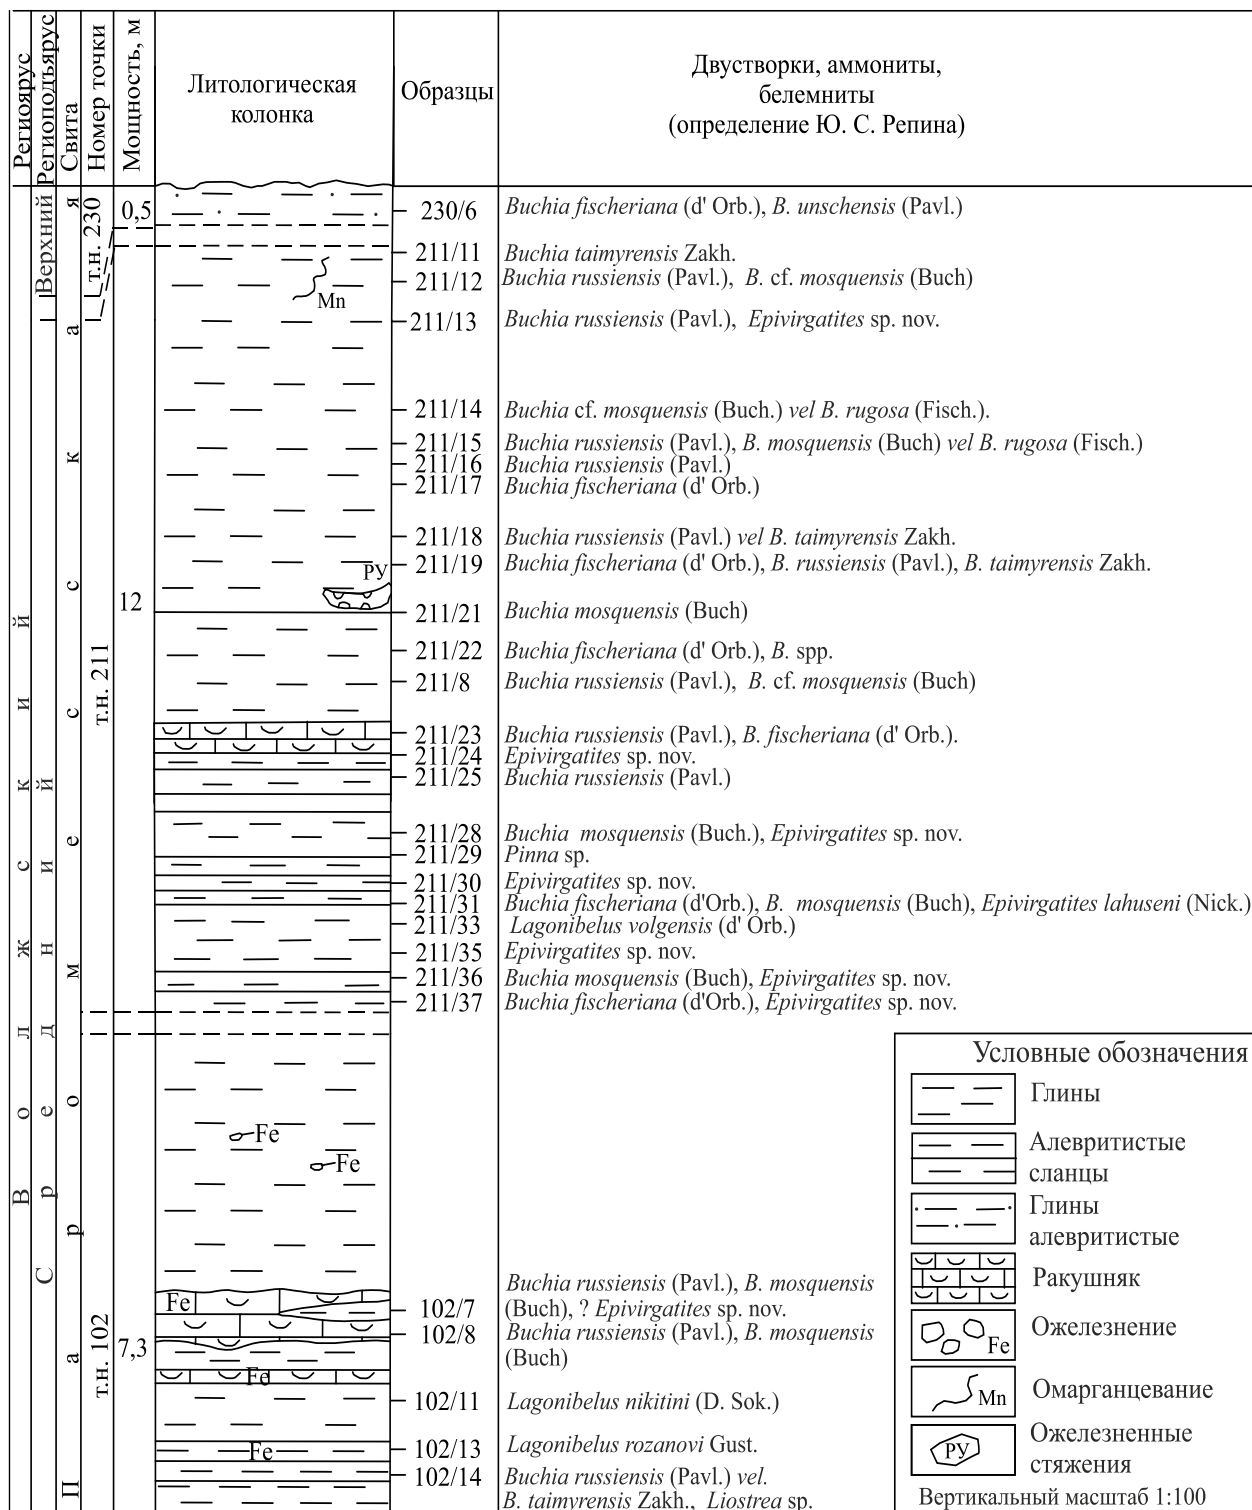 Региоярус
Региоподъярус
Свита
Номер точки
Мощность, м
Литологическая
колонка
Образцы
Двустворки, аммониты,
белемниты
(определение Ю. С. Репина)
Волжский
Верхний
Средний
Паромесская
т.н. 230
0,5
230/6 Buchia fischeriana (d' Orb.), B. unschensis (Pavl.)
211/11 Buchia taimyrensis Zakh.
211/12 Buchia russiensis (Pavl.), B. cf. mosquensis (Buch)
Mn
211/13 Buchia russiensis (Pavl.), Epivirgatites sp. nov.
211/14 Buchia cf. mosquensis (Buch.) vel B. rugosa (Fisch.).
211/15 Buchia russiensis (Pavl.), B. mosquensis (Buch) vel B. rugosa (Fisch.)
211/16 Buchia russiensis (Pavl.)
211/17 Buchia fischeriana (d' Orb.)
211/18 Buchia russiensis (Pavl.) vel B. taimyrensis Zakh.
РУ
211/19 Buchia fischeriana (d' Orb.), B. russiensis (Pavl.), B. taimyrensis Zakh.
12
т.н. 211
211/21 Buchia mosquensis (Buch)
211/22 Buchia fischeriana (d' Orb.), B. spp.
211/8 Buchia russiensis (Pavl.), B. cf. mosquensis (Buch)
211/23 Buchia russiensis (Pavl.), B. fischeriana (d' Orb.).
211/24 Epivirgatites sp. nov.
211/25 Buchia russiensis (Pavl.)
211/28 Buchia mosquensis (Buch.), Epivirgatites sp. nov.
211/29 Pinna sp.
211/30 Epivirgatites sp. nov.
211/31 Buchia fischeriana (d'Orb.), B. mosquensis (Buch), Epivirgatites lahuseni (Nick.)
211/33 Lagonibelus volgensis (d' Orb.)
211/35 Epivirgatites sp. nov.
211/36 Buchia mosquensis (Buch), Epivirgatites sp. nov.
211/37 Buchia fischeriana (d'Orb.), Epivirgatites sp. nov.
Fe
Fe
т.н. 102
7,3
Fe
Buchia russiensis (Pavl.), B. mosquensis
102/7 (Buch), ? Epivirgatites sp. nov.
102/8 Buchia russiensis (Pavl.), B. mosquensis
(Buch)
Fe
102/11 Lagonibelus nikitini (D. Sok.)
Fe
102/13 Lagonibelus rozanovi Gust.
102/14 Buchia russiensis (Pavl.) vel.
B. taimyrensis Zakh., Liostrea sp.
Условные обозначения
Глины
Алевритистые
сланцы
Глины
алевритистые
Ракушняк
Fe
Ожелезнение
Mn
Омарганцевание
РУ
Ожелезненные
стяжения
Вертикальный масштаб 1:100